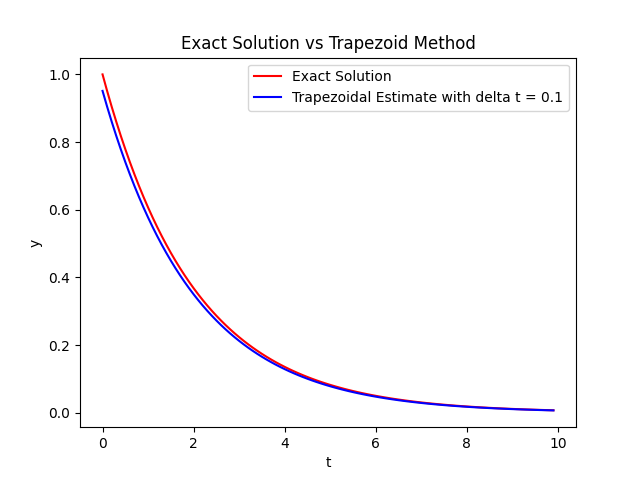 Exact Solution vs Trapezoid Method
Exact Solution
Trapezoidal Estimate with delta t = 0.1
1.0
0.8
0.6
0.4
0.2
0.0
y
0 2 4 6 8 10
t